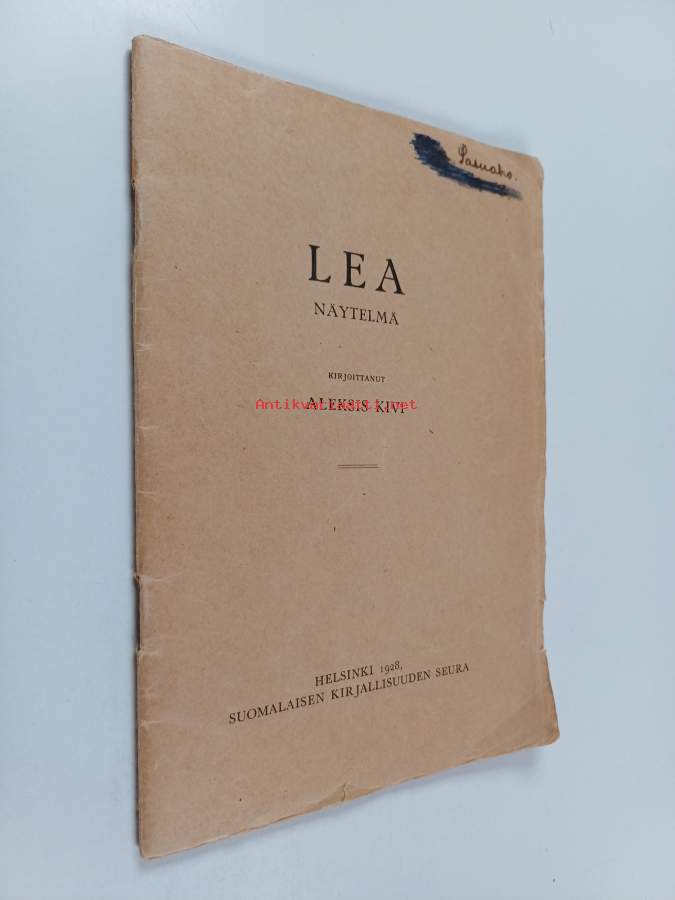 Sasuaho.
LEA
NÄYTELMÄ
KIRJOITTANUT
ALEKSIS KIVI
Antikvariaatti.net
HELSINKI 1928,
SUOMALAISEN KIRJALLISUUDEN SEURA